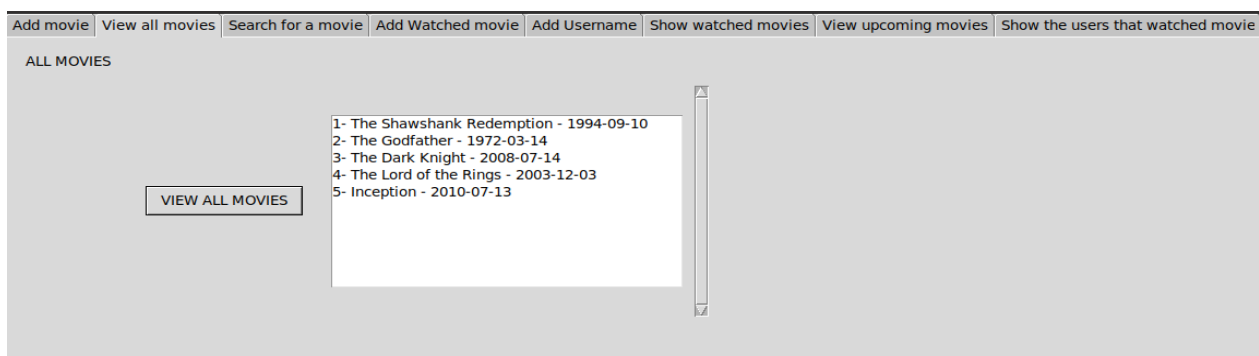 Add movie View all movies Search for a movie Add Watched movie Add Username Show watched movies View upcoming movies Show the users that watched movie
ALL MOVIES
1- The Shawshank Redemption - 1994-09-10
2- The Godfather - 1972-03-14
3- The Dark Knight - 2008-07-14
4- The Lord of the Rings - 2003-12-03
5- Inception - 2010-07-13
VIEW ALL MOVIES